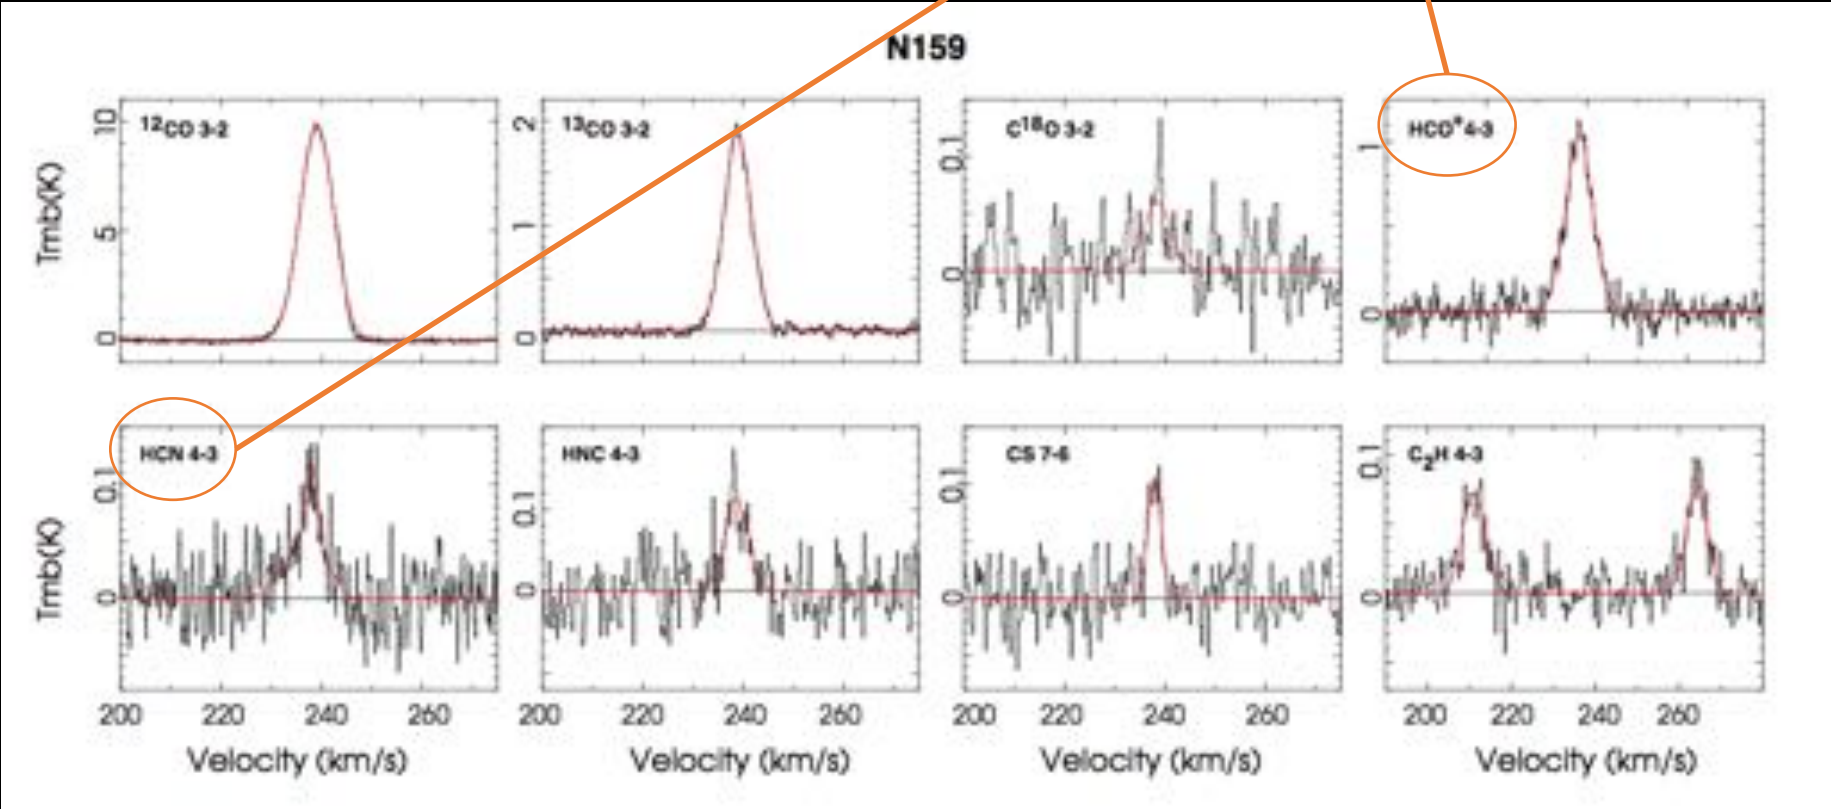 N159
12CO 3-2
13CO 3-2
C18O 3-2
HCO+4-3
Tmb(K)
10
5
0
2
1
0
0.1
0
1
0
HCN 4-3
HNC 4-3
CS 7-6
C2H 4-3
Tmb(K)
0.1
0
0.1
0
0.1
0
0.1
0
200 220 240 260
200 220 240 260
200 220 240 260
200 220 240 260
Velocity (km/s)
Velocity (km/s)
Velocity (km/s)
Velocity (km/s)